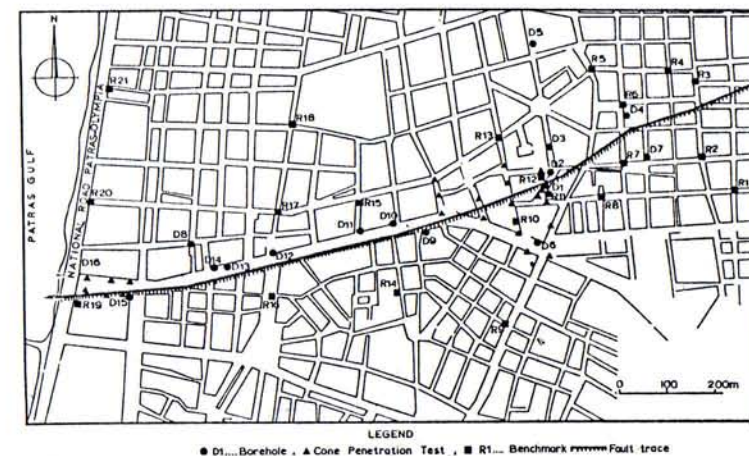 N
D5
R5
R4
R3
R21
R6
D4
R18
R13
D3
R7
D7
R2
D2
R12
D1
R11
R1
R20
R15
R8
R17
R10
D10
D11
D9
D6
D8
D12
D14
D13
D16
R14
R16
D15
R19
R9
PATRAS GULF
NATIONAL ROAD PATRAS-OLYMPIA
0 100 200m
LEGEND
● D1.... Borehole , ▲ Cone Penetration Test , ■ R1.... Benchmark Fault trace